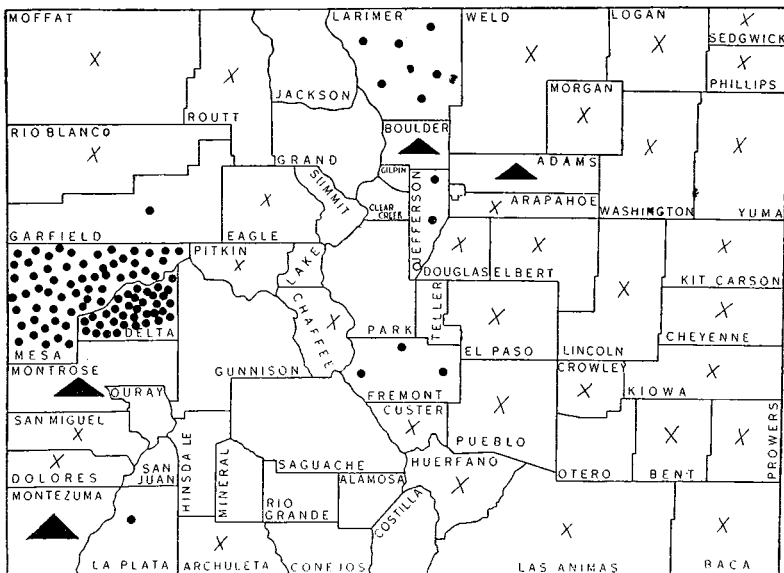 MOFFAT
LARIMER
WELD
LOGAN
SEDGWICK
PHILLIPS
ROUTT
JACKSON
MORGAN
RIO BLANCO
BOULDER
GRAND
GILPIN
ADAMS
SUMMIT
CLEAR CREEK
JEFFERSON
ARAPAHOE
WASHINGTON
YUMA
GARFIELD
EAGLE
PITKIN
LAKE
DOUGLAS
ELBERT
KIT CARSON
CHAFFEE
TELLER
DELTA
PARK
CHEYENNE
MESA
EL PASO
LINCOLN
MONTROSE
GUNNISON
CROWLEY
OURAY
FREMONT
KIOWA
SAN MIGUEL
CUSTER
PROWERS
PUEBLO
HINSDALE
SAGUACHE
HUERFANO
DOLORES
SAN JUAN
MINERAL
ALAMOSA
OTERO
BENT
MONTEZUMA
RIO GRANDE
COSTILLA
LA PLATA
ARCHULETA
CONEJOS
LAS ANIMAS
BACA